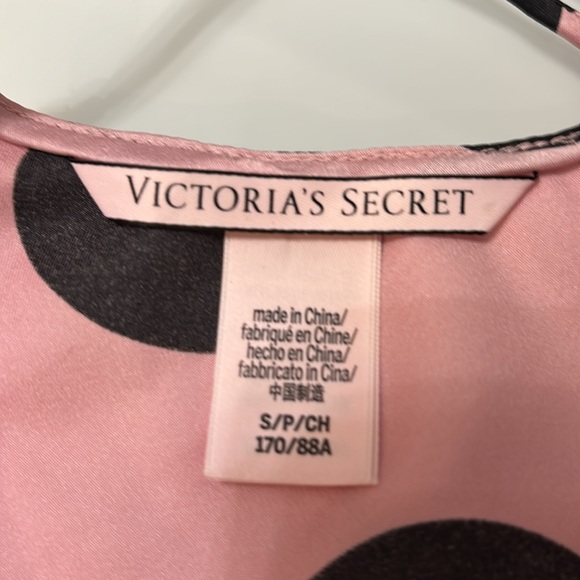 VICTORIA'S SECRET
made in China/
fabriqué en Chine/
hecho en China/
fabbricato in Cina/
中国制造
S/P/CH
170/88A